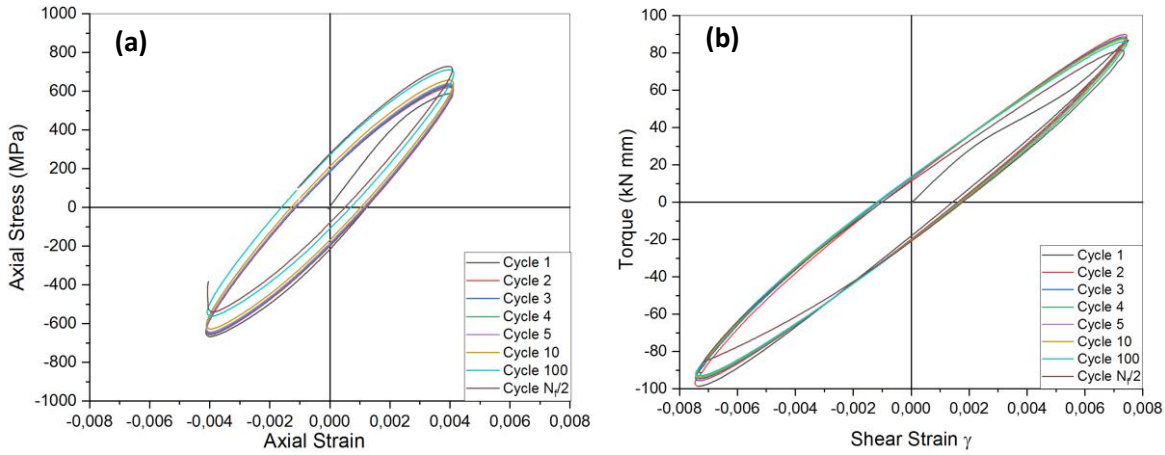 (a)
1000
800
600
400
200
0
-200
-400
-600
-800
-1000
Axial Stress (MPa)
-0,008 -0,006 -0,004 -0,002 0,000 0,002 0,004 0,006 0,008
Axial Strain
Cycle 1
Cycle 2
Cycle 3
Cycle 4
Cycle 5
Cycle 10
Cycle 100
Cycle Nf/2
(b)
100
80
60
40
20
0
-20
-40
-60
-80
-100
Torque (kN mm)
-0,008 -0,006 -0,004 -0,002 0,000 0,002 0,004 0,006 0,008
Shear Strain γ
Cycle 1
Cycle 2
Cycle 3
Cycle 4
Cycle 5
Cycle 10
Cycle 100
Cycle Nf/2